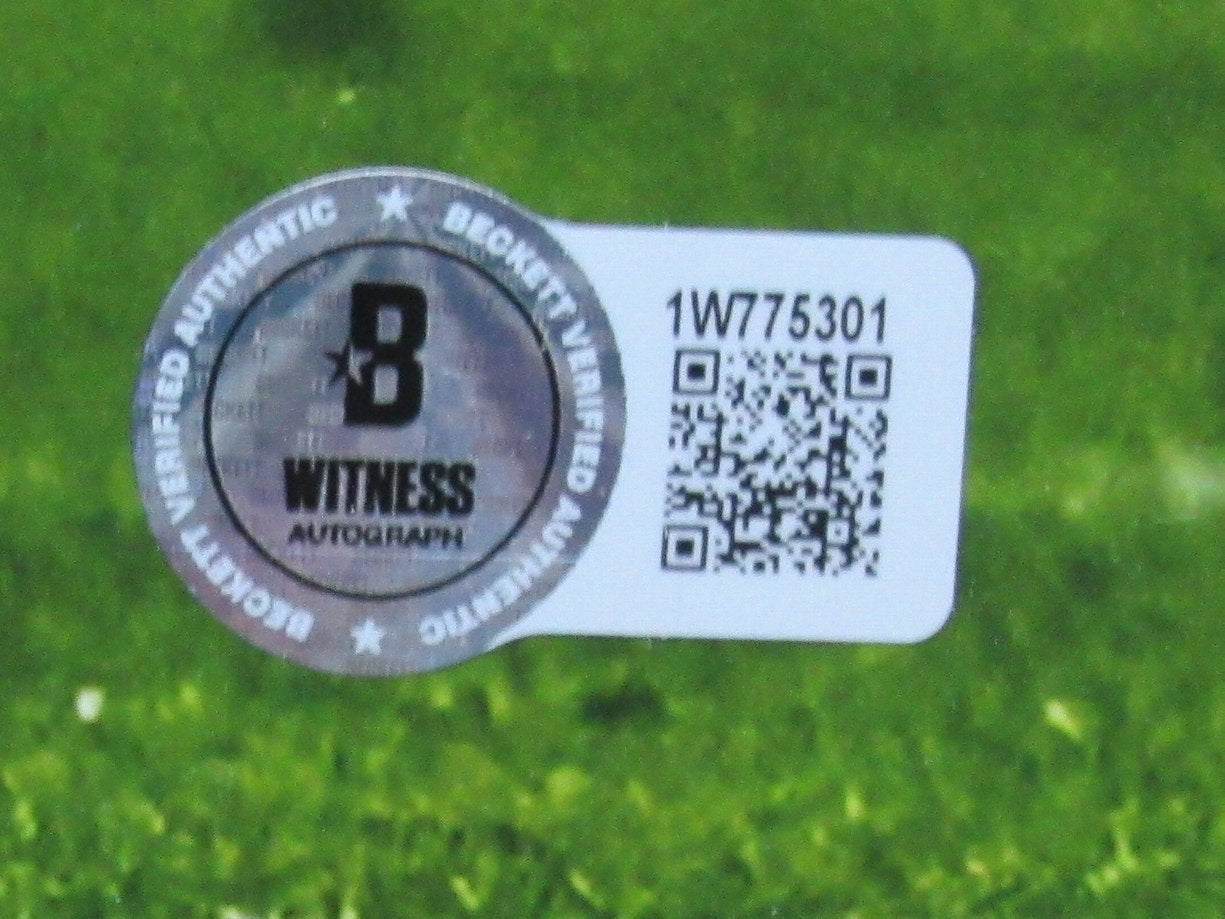 BECKETT VERIFIED AUTHENTIC
BECKETT VERIFIED AUTHENTIC
B
WITNESS
AUTOGRAPH
1W775301